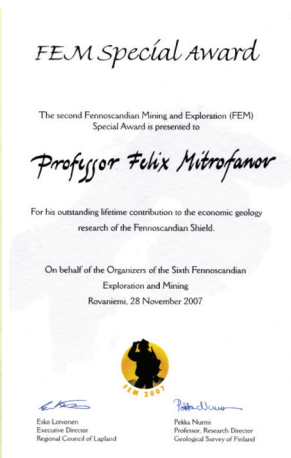 FEM Special Award
The second Fennoscandian Mining and Exploration (FEM)
Special Award is presented to
Professor Felix Mitrofanov
For his outstanding lifetime contribution to the economic geology
research of the Fennoscandian Shield.
On behalf of the Organizers of the Sixth Fennoscandian
Exploration and Mining
Rovaniemi, 28 November 2007
FEM 2007
Pekka Nurmi
Esko Lotvonen
Executive Director
Regional Council of Lapland
Pekka Nurmi
Professor, Research Director
Geological Survey of Finland